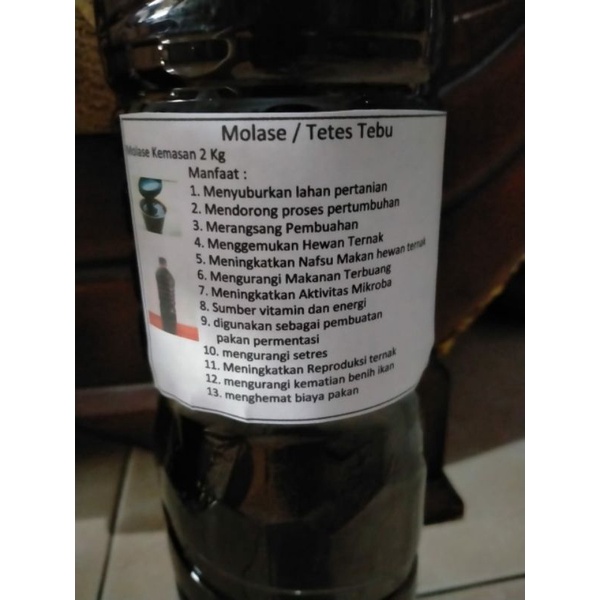 Molase / Tetes Tebu
Molase Kemasan 2 Kg
Manfaat :
1. Menyuburkan lahan pertanian
2. Mendorong proses pertumbuhan
3. Merangsang Pembuahan
4. Menggemukan Hewan Ternak
5. Meningkatkan Nafsu Makan hewan ternak
6. Mengurangi Makanan Terbuang
7. Meningkatkan Aktivitas Mikroba
8. Sumber vitamin dan energi
9. digunakan sebagai pembuatan
pakan permentasi
10. mengurangi setres
11. Meningkatkan Reproduksi ternak
12. mengurangi kematian benih ikan
13. menghemat biaya pakan